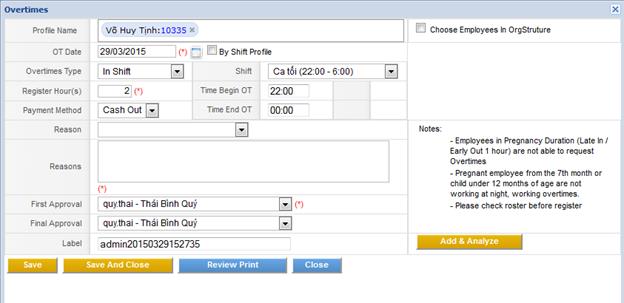 Overtimes
Profile Name Võ Huy Tịnh:10335 × Choose Employees In OrgStruture
OT Date 29/03/2015 (*) By Shift Profile
Overtimes Type In Shift Shift Ca tối (22:00 - 6:00)
Register Hour(s) 2 (*) Time Begin OT 22:00
Payment Method Cash Out Time End OT 00:00
Reason
Reasons
(*)
Notes:
- Employees in Pregnancy Duration (Late In /
Early Out 1 hour) are not able to request
Overtimes
- Pregnant employee from the 7th month or
child under 12 months of age are not
working at night, working overtimes.
- Please check roster before register
First Approval quy.thai - Thái Bình Quý (*)
Final Approval quy.thai - Thái Bình Quý
Label admin20150329152735 Add & Analyze
Save Save And Close Review Print Close